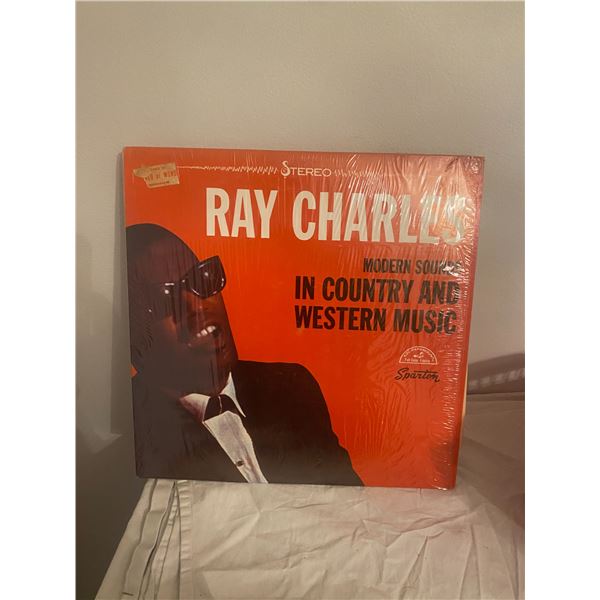 STEREO
RAY CHARLES
MODERN SOUNDS
IN COUNTRY AND
WESTERN MUSIC
Sparton